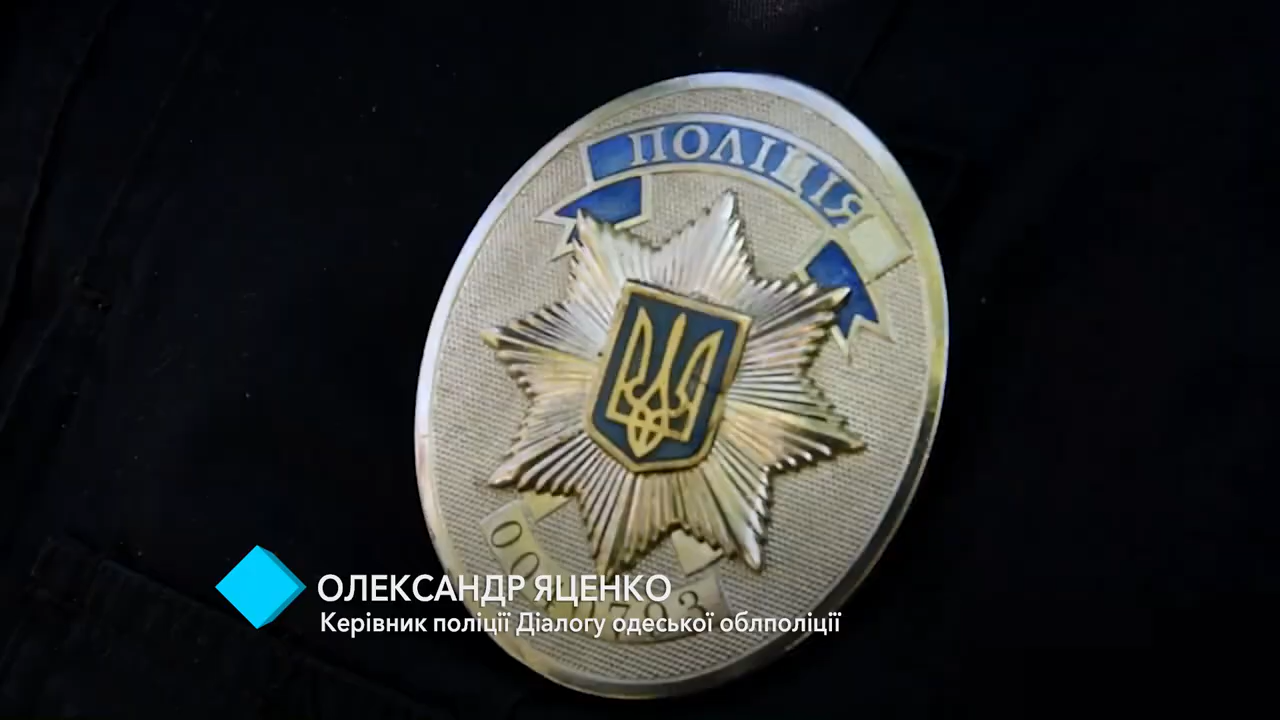 ПОЛІЦІЯ
ОЛЕКСАНДР ЯЦЕНКО
Керівник поліції Діалогу одеської облполіції